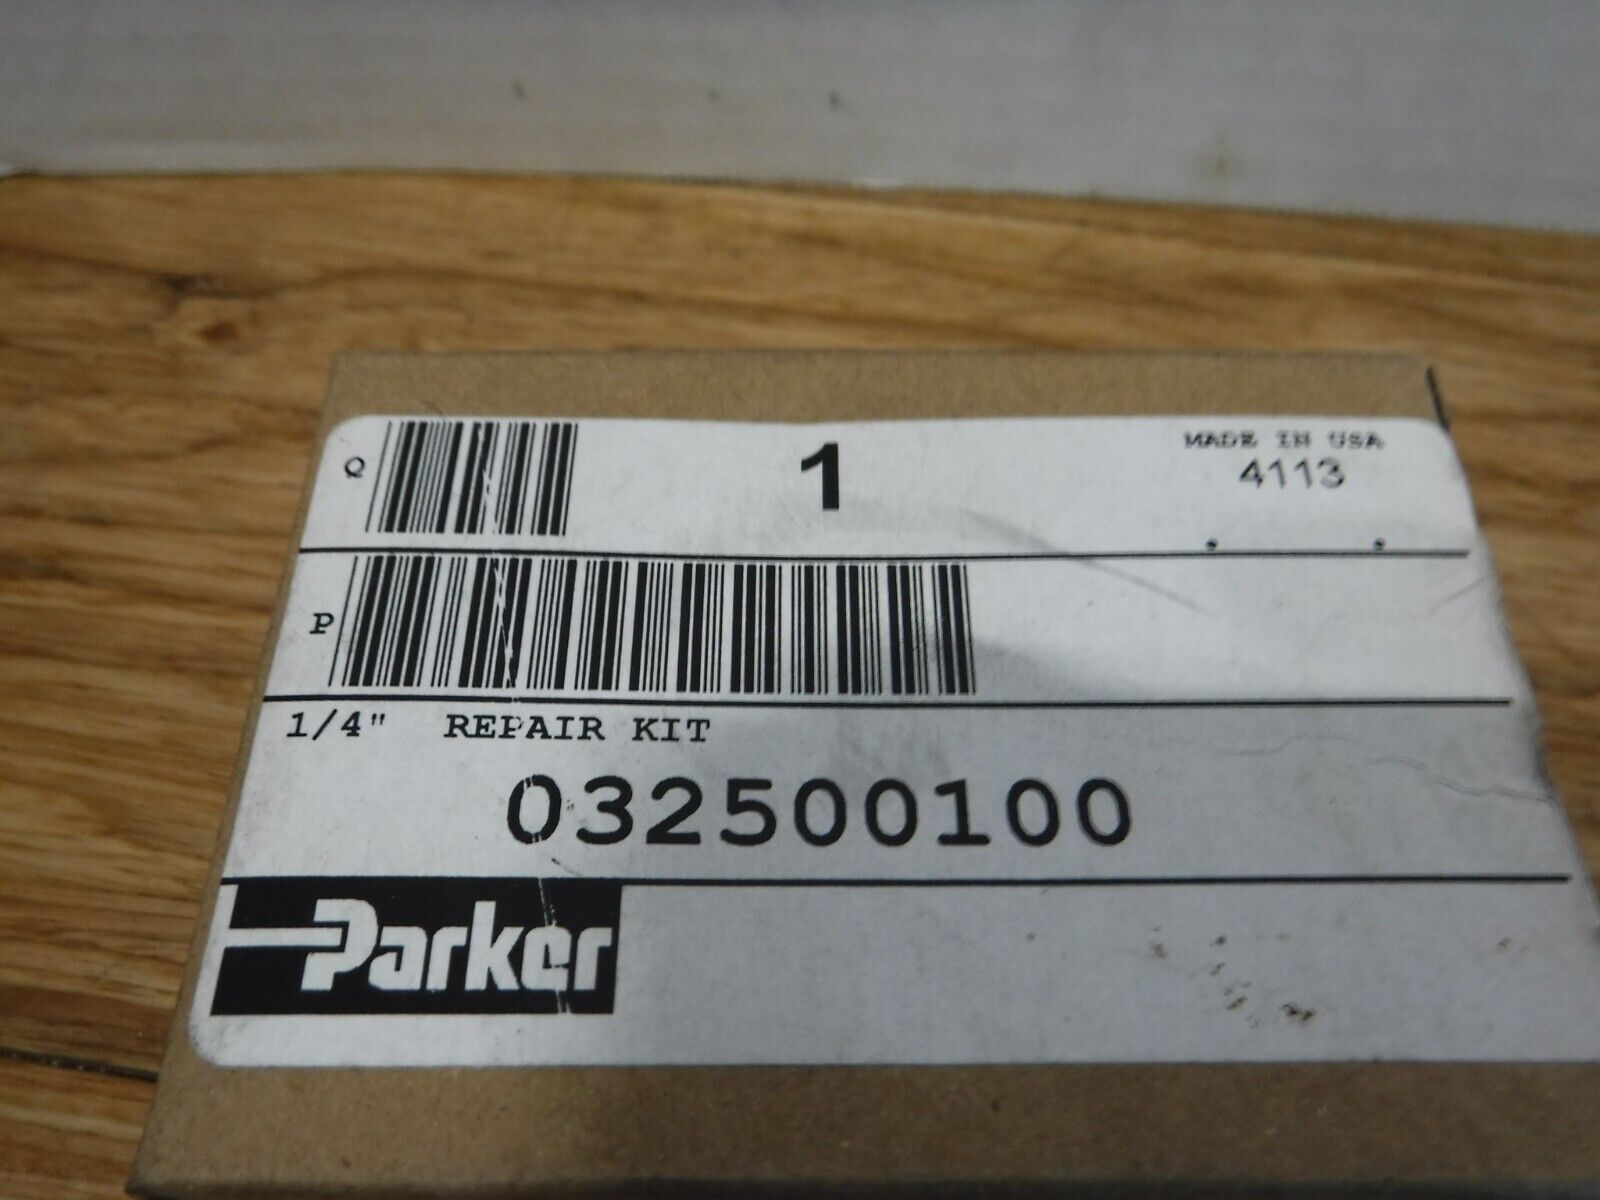 Q 1 MADE IN USA
4113
P
1/4" REPAIR KIT
032500100
Parker